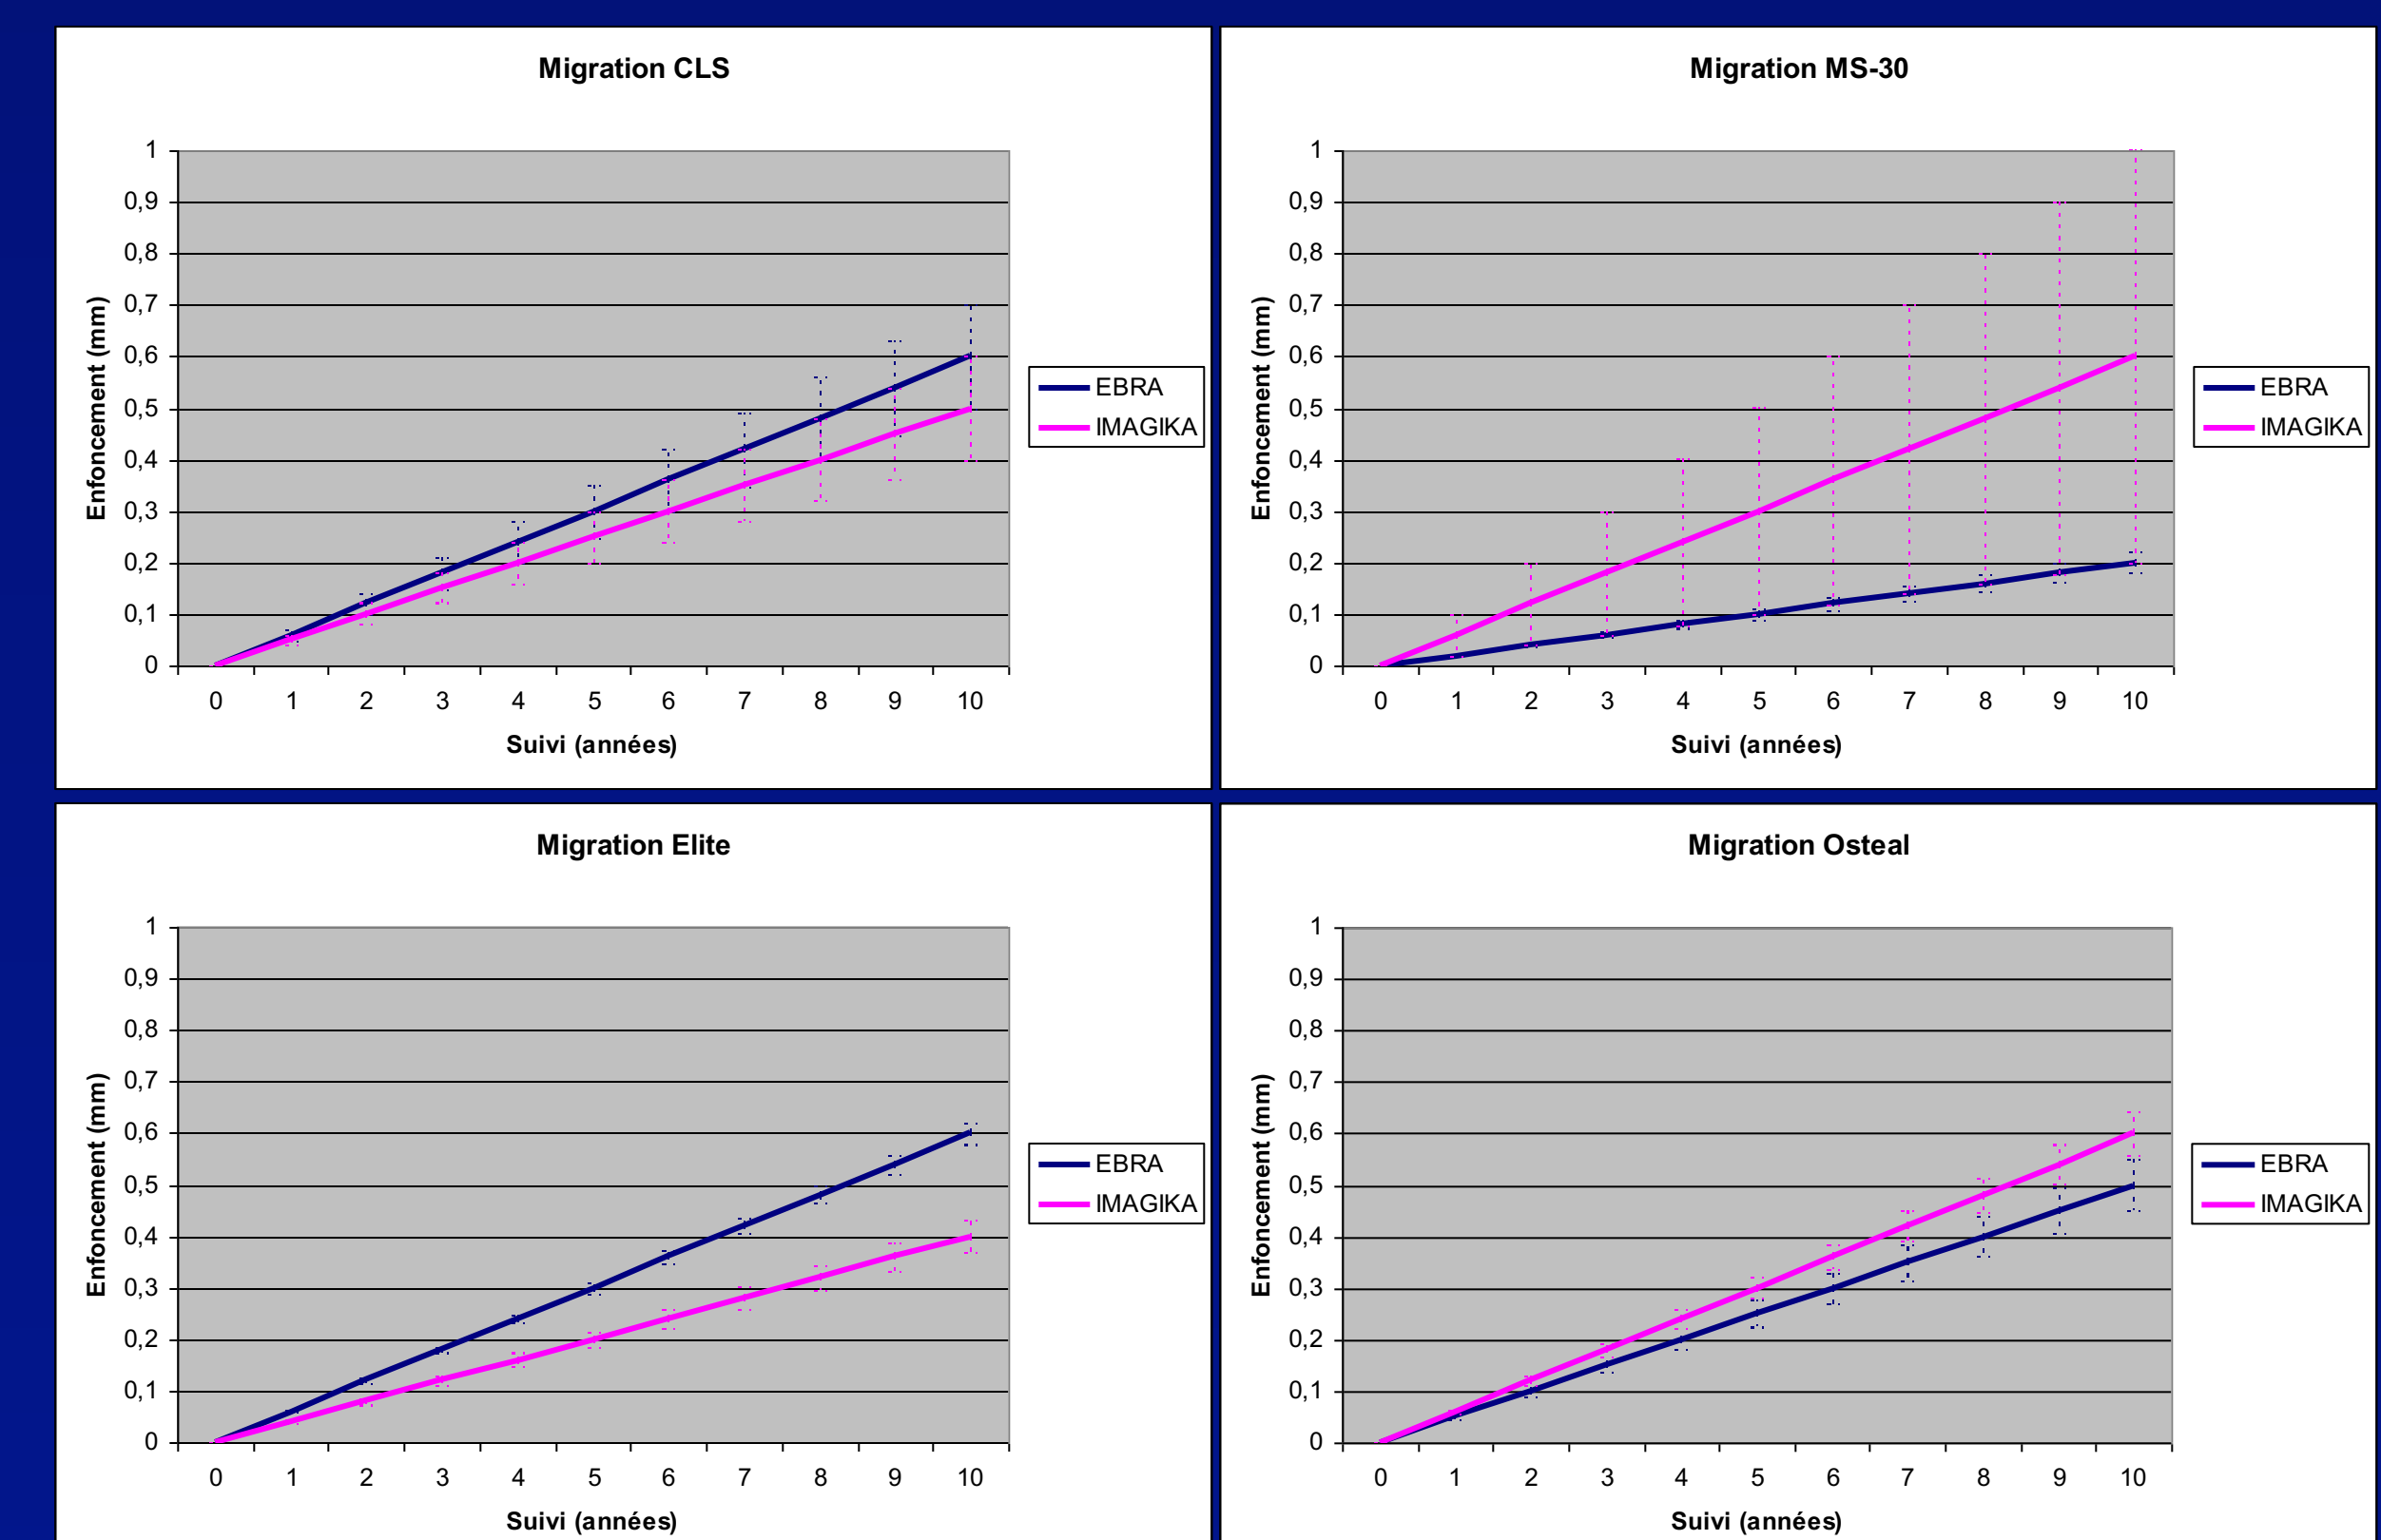 Migration CLS
Enfoncement (mm)
1
0,9
0,8
0,7
0,6
0,5
0,4
0,3
0,2
0,1
0
0 1 2 3 4 5 6 7 8 9 10
Suivi (années)
EBRA
IMAGIKA
Migration MS-30
Enfoncement (mm)
1
0,9
0,8
0,7
0,6
0,5
0,4
0,3
0,2
0,1
0
0 1 2 3 4 5 6 7 8 9 10
Suivi (années)
EBRA
IMAGIKA
Migration Elite
Enfoncement (mm)
1
0,9
0,8
0,7
0,6
0,5
0,4
0,3
0,2
0,1
0
0 1 2 3 4 5 6 7 8 9 10
Suivi (années)
EBRA
IMAGIKA
Migration Osteal
Enfoncement (mm)
1
0,9
0,8
0,7
0,6
0,5
0,4
0,3
0,2
0,1
0
0 1 2 3 4 5 6 7 8 9 10
Suivi (années)
EBRA
IMAGIKA